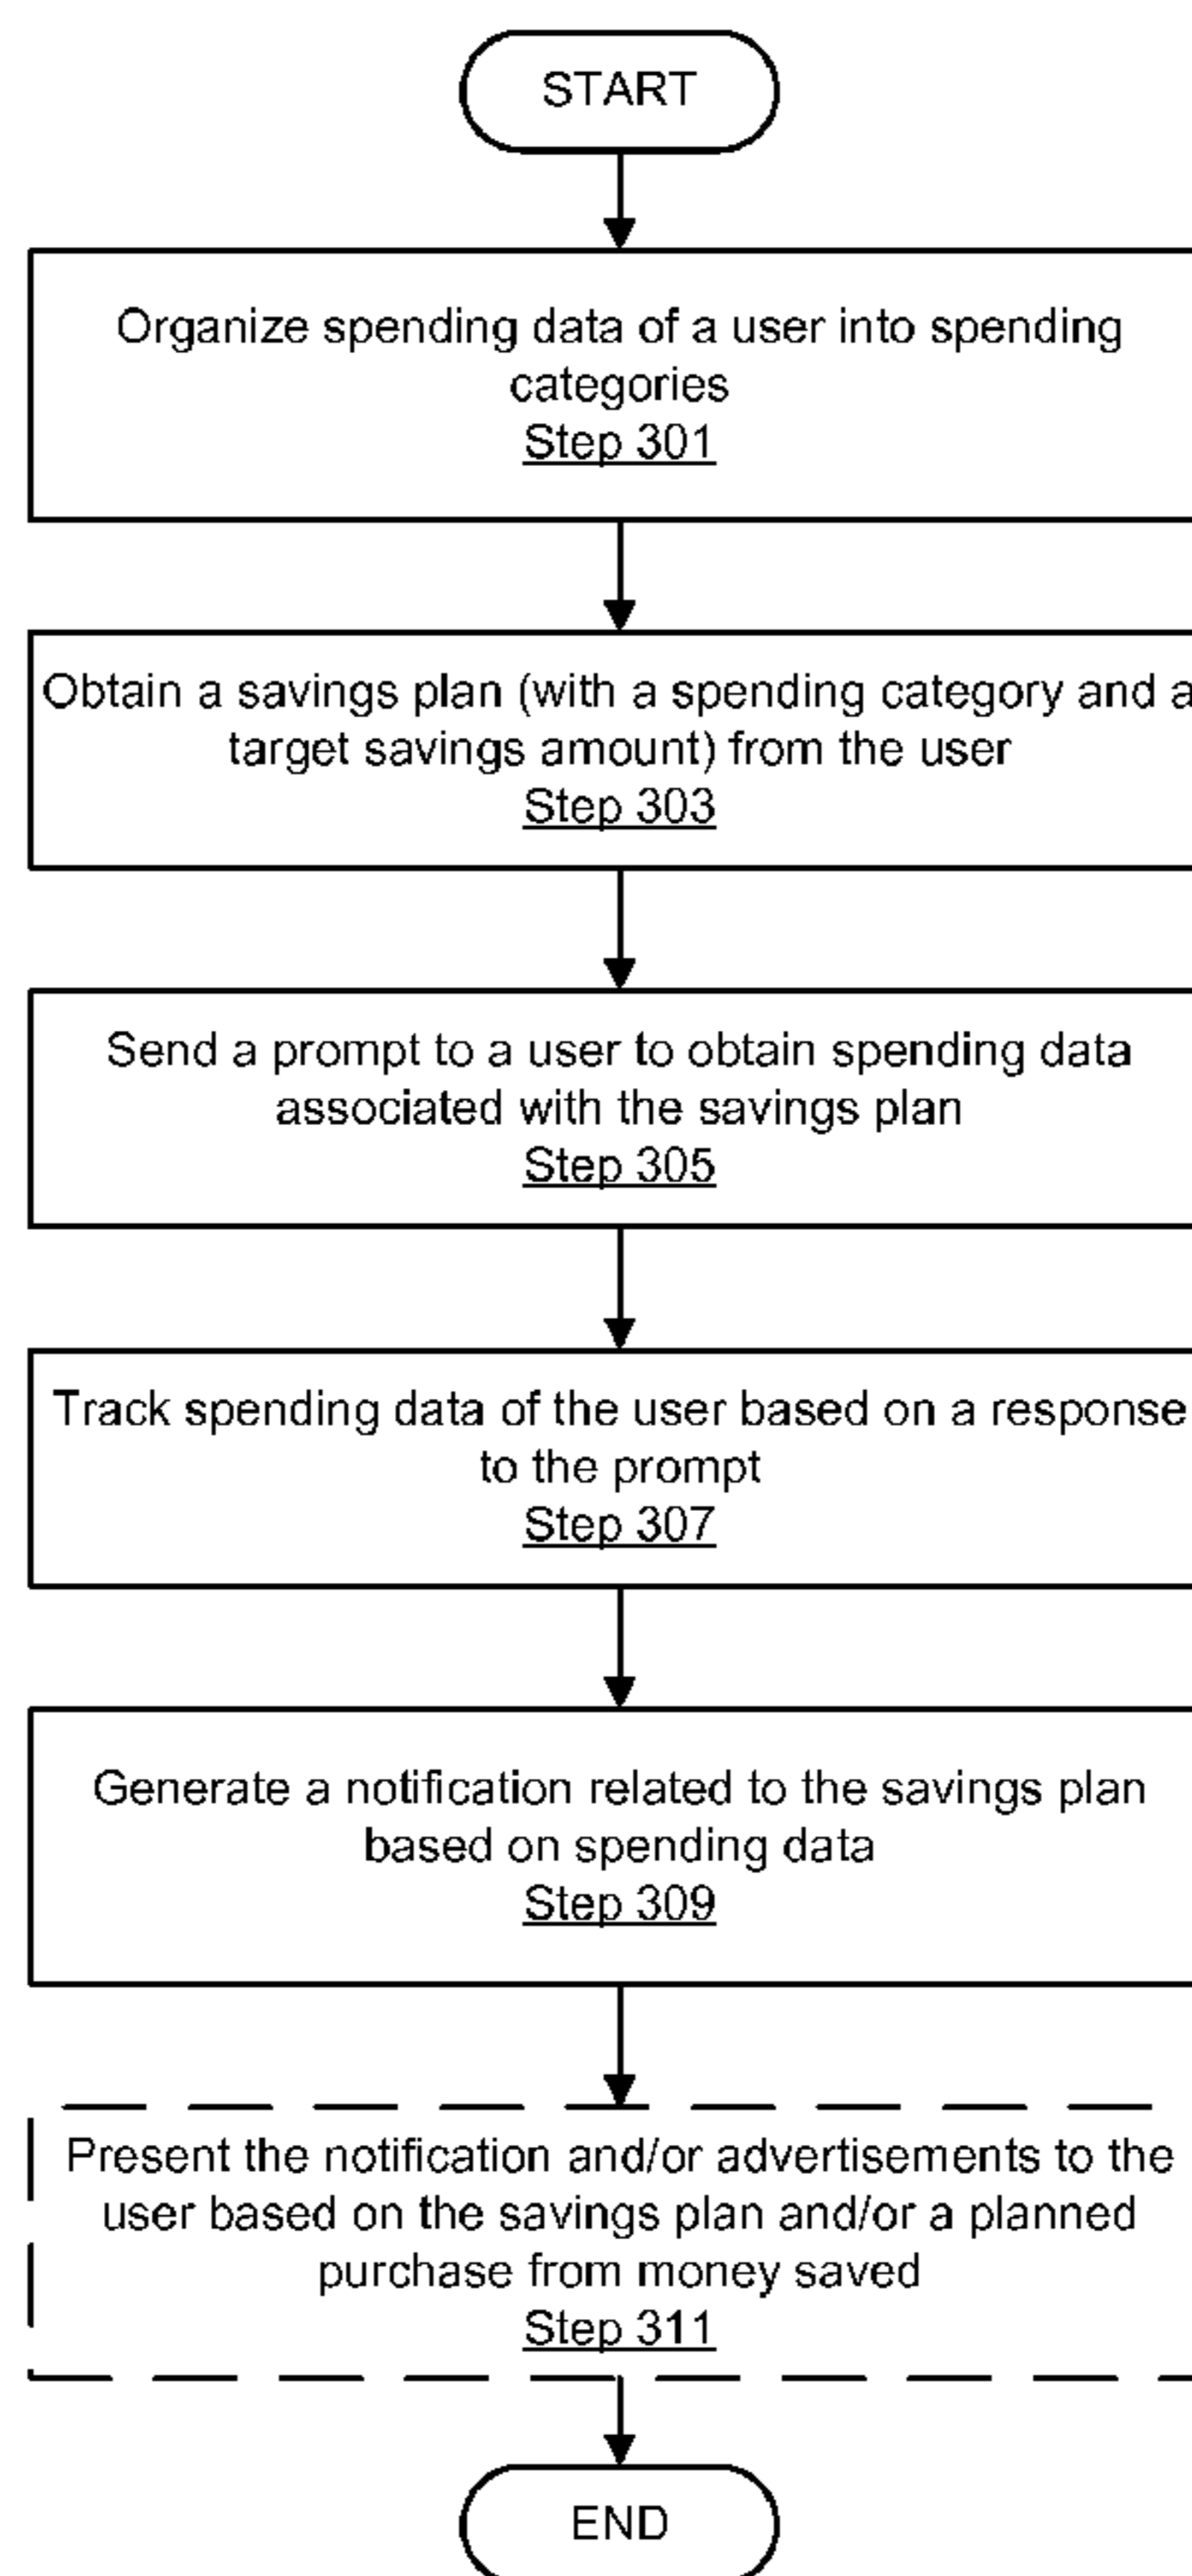 START
Organize spending data of a user into spending
categories
Step 301
Obtain a savings plan (with a spending category and a
target savings amount) from the user
Step 303
Send a prompt to a user to obtain spending data
associated with the savings plan
Step 305
Track spending data of the user based on a response
to the prompt
Step 307
Generate a notification related to the savings plan
based on spending data
Step 309
Present the notification and/or advertisements to the
user based on the savings plan and/or a planned
purchase from money saved
Step 311
END